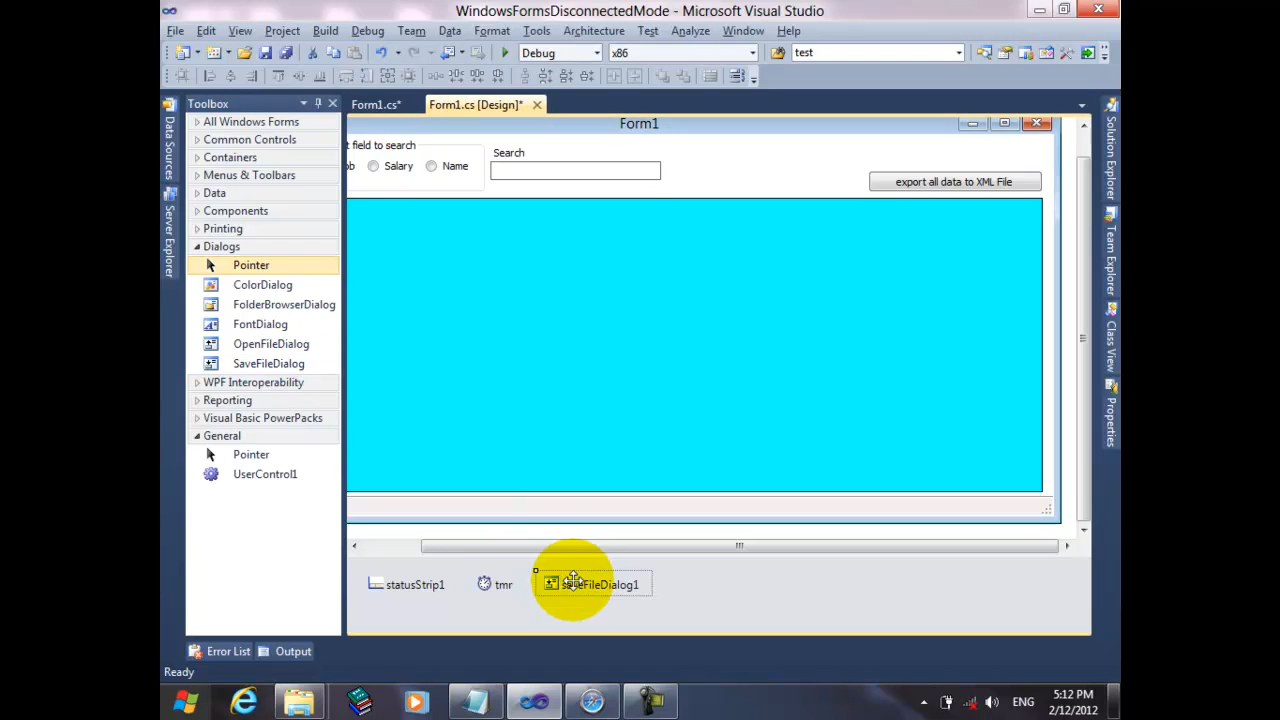 WindowsFormsDisconnectedMode - Microsoft Visual Studio
File Edit View Project Build Debug Team Data Format Tools Architecture Test Analyze Window Help
Debug x86 test
Toolbox
Form1.cs* Form1.cs [Design]*
Data Sources
Server Explorer
All Windows Forms
Common Controls
Containers
Menus & Toolbars
Data
Components
Printing
Dialogs
Pointer
ColorDialog
FolderBrowserDialog
FontDialog
OpenFileDialog
SaveFileDialog
WPF Interoperability
Reporting
Visual Basic PowerPacks
General
Pointer
UserControl1
Form1
t field to search
Search
ob Salary Name
export all data to XML File
statusStrip1 tmr saveFileDialog1
Solution Explorer
Team Explorer
Class View
Properties
Error List Output
Ready
ENG
5:12 PM
2/12/2012